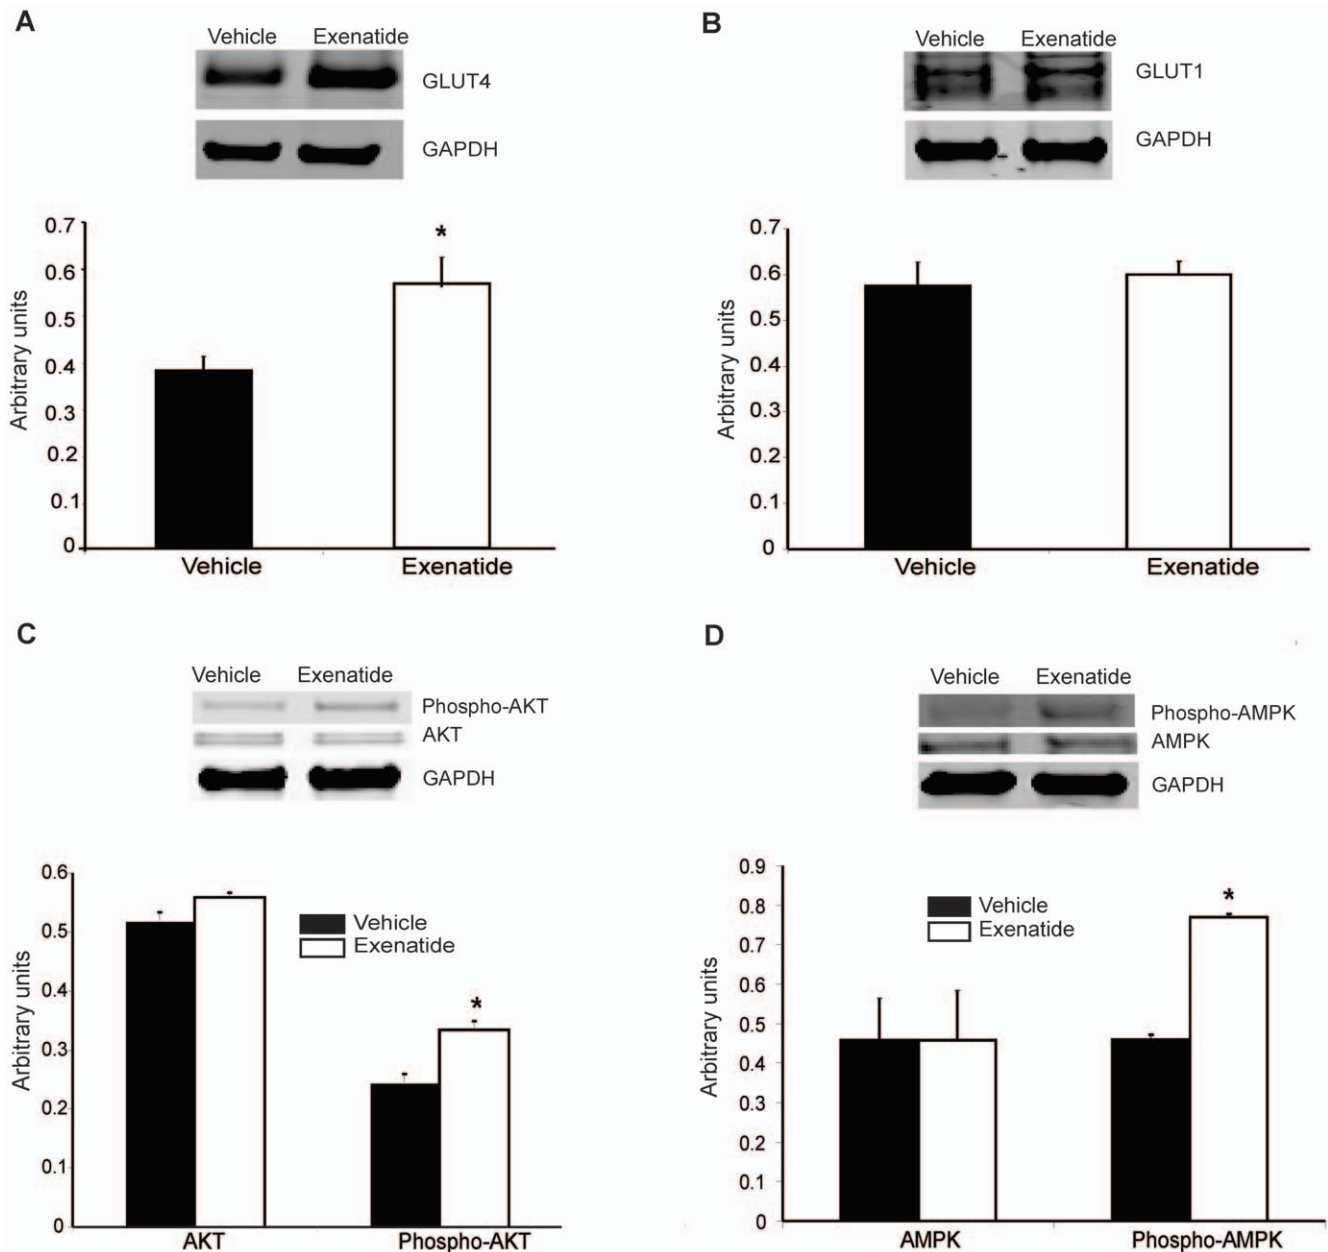 A
Vehicle Exenatide
GLUT4
GAPDH
0.7
0.6
0.5
0.4
0.3
0.2
0.1
0
Arbitrary units
*
Vehicle Exenatide
B
Vehicle Exenatide
GLUT1
GAPDH
0.7
0.6
0.5
0.4
0.3
0.2
0.1
0
Arbitrary units
Vehicle Exenatide
C
Vehicle Exenatide
Phospho-AKT
AKT
GAPDH
0.6
0.5
0.4
0.3
0.2
0.1
0
Arbitrary units
Vehicle
Exenatide
*
AKT Phospho-AKT
D
Vehicle Exenatide
Phospho-AMPK
AMPK
GAPDH
0.9
0.8
0.7
0.6
0.5
0.4
0.3
0.2
0.1
0
Arbitrary units
Vehicle
Exenatide
*
AMPK Phospho-AMPK